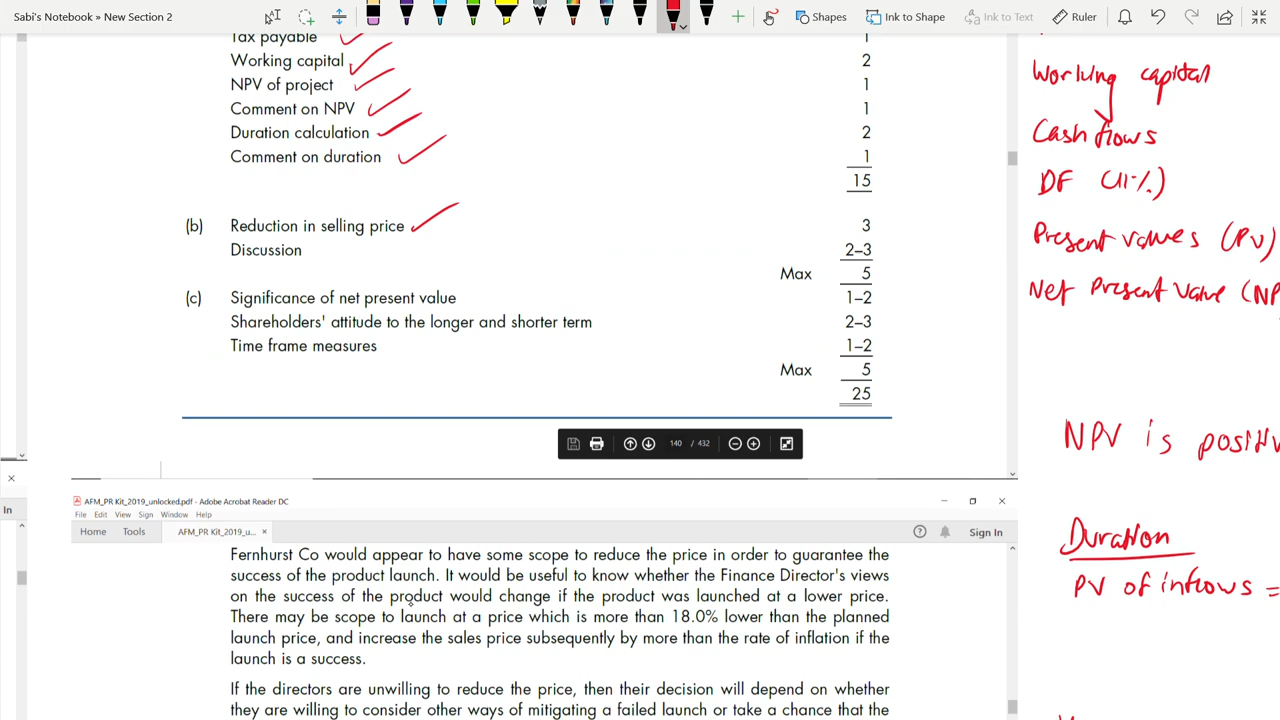 Sabi's Notebook » New Section 2
Shapes
Ink to Shape
Ink to Text
Ruler
Tax payable 1
Working capital 2
NPV of project 1
Comment on NPV 1
Duration calculation 2
Comment on duration 1
15
(b) Reduction in selling price 3
Discussion 2–3
Max 5
(c) Significance of net present value 1–2
Shareholders' attitude to the longer and shorter term 2–3
Time frame measures 1–2
Max 5
25
140 / 432
Working capital
Cash flows
DF (11%)
Present values (PV)
Net Present Value (NP
NPV is positiv
Duration
PV of inflows =
In
AFM_PR Kit_2019_unlocked.pdf - Adobe Acrobat Reader DC
File Edit View Sign Window Help
Home Tools AFM_PR Kit_2019_u... × Sign In
Fernhurst Co would appear to have some scope to reduce the price in order to guarantee the
success of the product launch. It would be useful to know whether the Finance Director's views
on the success of the product would change if the product was launched at a lower price.
There may be scope to launch at a price which is more than 18.0% lower than the planned
launch price, and increase the sales price subsequently by more than the rate of inflation if the
launch is a success.
If the directors are unwilling to reduce the price, then their decision will depend on whether
they are willing to consider other ways of mitigating a failed launch or take a chance that the